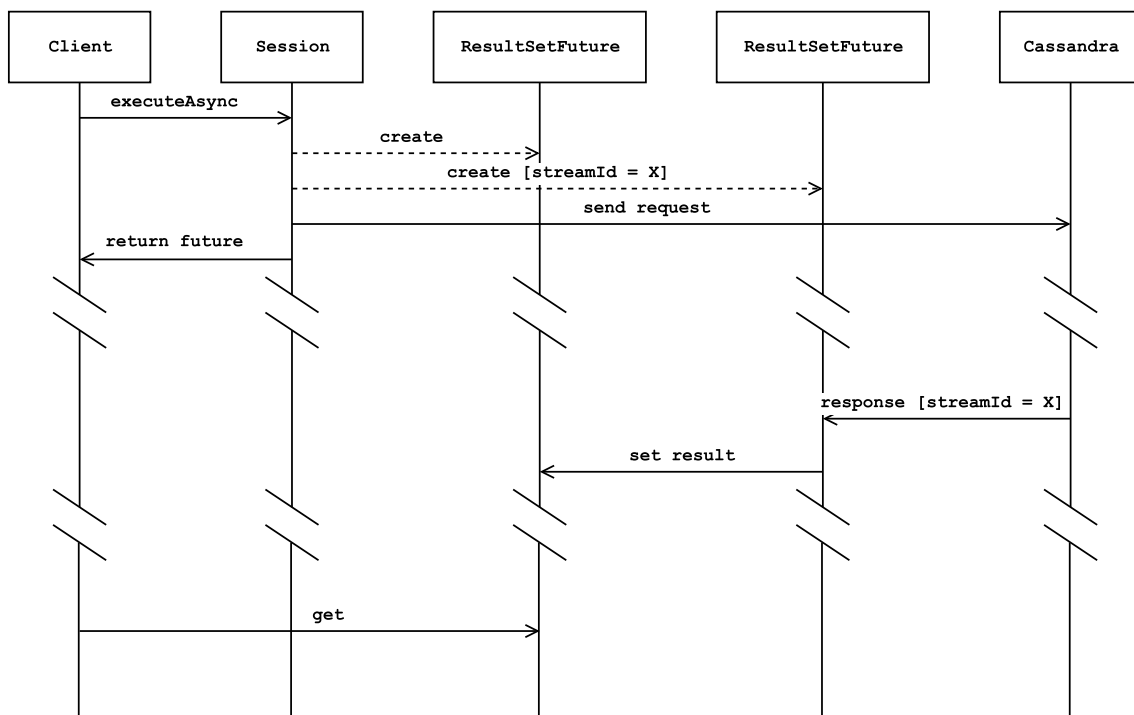 Client
Session
ResultSetFuture
ResultSetFuture
Cassandra
executeAsync
create
create [streamId = X]
send request
return future
response [streamId = X]
set result
get